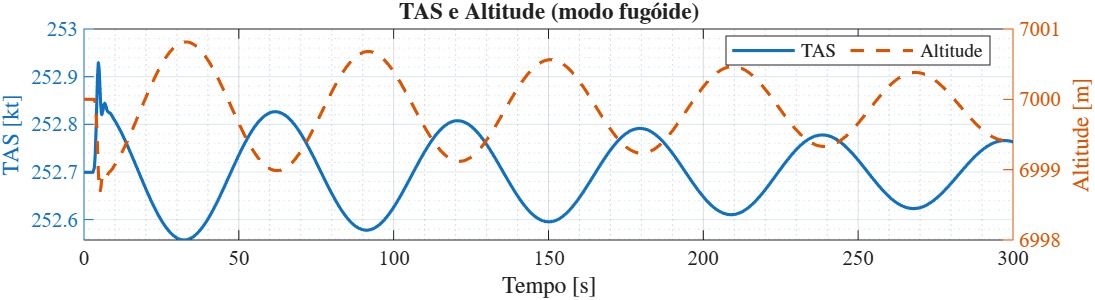 TAS e Altitude (modo fugóide)
253
252.9
252.8
252.7
252.6
TAS [kt]
TAS
Altitude
7001
7000
6999
6998
Altitude [m]
0 50 100 150 200 250 300
Tempo [s]